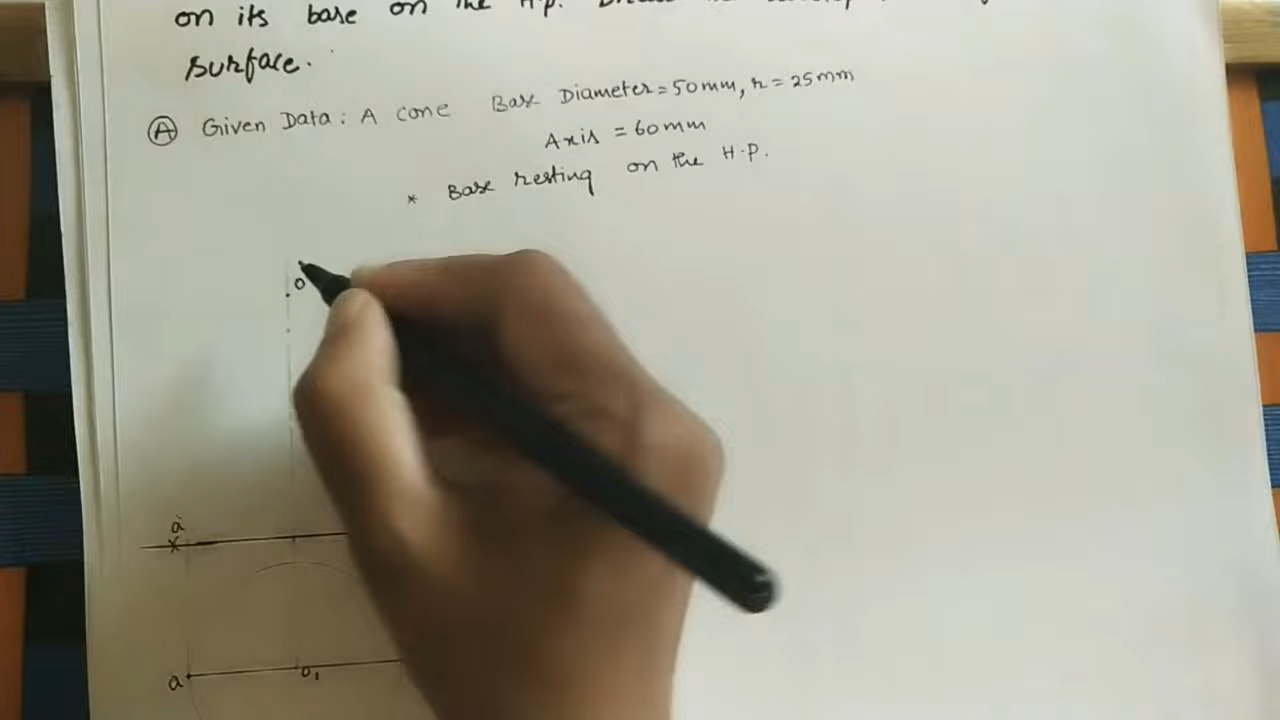 on its base on the H.p.
surface.
A Given Data: A cone Base Diameter = 50mm, r = 25mm
Axis = 60mm
* Base resting on the H.P.
o
a'
X
a o₁